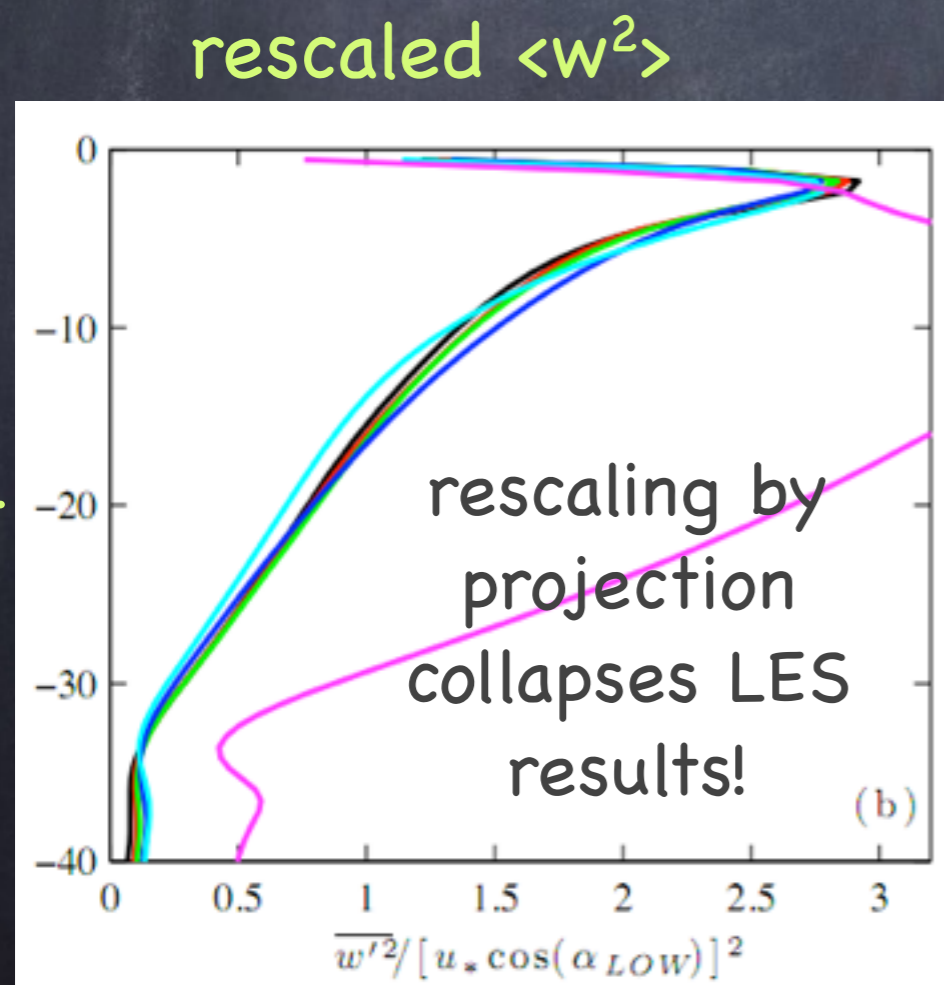 rescaled <w²>
0
−10
−20
−30
−40
rescaling by
projection
collapses LES
results!
(b)
0 0.5 1 1.5 2 2.5 3
w′²/[u* cos(α LOW)]²